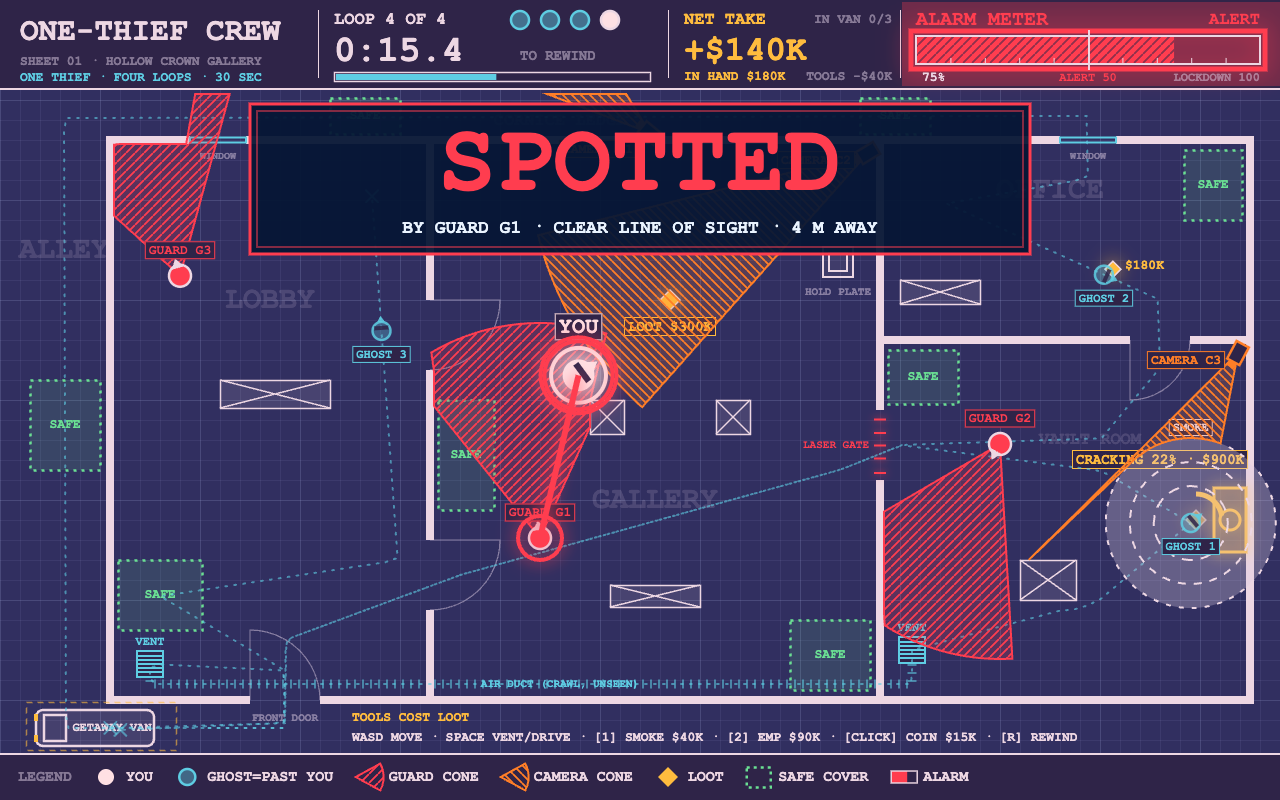 ONE-THIEF CREW
SHEET 01 · HOLLOW CROWN GALLERY
ONE THIEF · FOUR LOOPS · 30 SEC
LOOP 4 OF 4
0:15.4
TO REWIND
NET TAKE
IN VAN 0/3
+$140K
IN HAND $180K
TOOLS -$40K
ALARM METER
ALERT
75%
ALERT 50
LOCKDOWN 100
SAFE
SAFE
SPOTTED
BY GUARD G1 · CLEAR LINE OF SIGHT · 4 M AWAY
WINDOW
WINDOW
OFFICE
SAFE
ALLEY
GUARD G3
LOBBY
$180K
GHOST 2
HOLD PLATE
YOU
LOOT $300K
GHOST 3
CAMERA C3
SAFE
SAFE
GUARD G2
SMOKE
LASER GATE
VAULT ROOM
SAFE
CRACKING 22% · $900K
GALLERY
GUARD G1
GHOST 1
SAFE
VENT
VENT
SAFE
AIR DUCT (CRAWL, UNSEEN)
FRONT DOOR
GETAWAY VAN
TOOLS COST LOOT
WASD MOVE · SPACE VENT/DRIVE · [1] SMOKE $40K · [2] EMP $90K · [CLICK] COIN $15K · [R] REWIND
LEGEND
YOU
GHOST=PAST YOU
GUARD CONE
CAMERA CONE
LOOT
SAFE COVER
ALARM